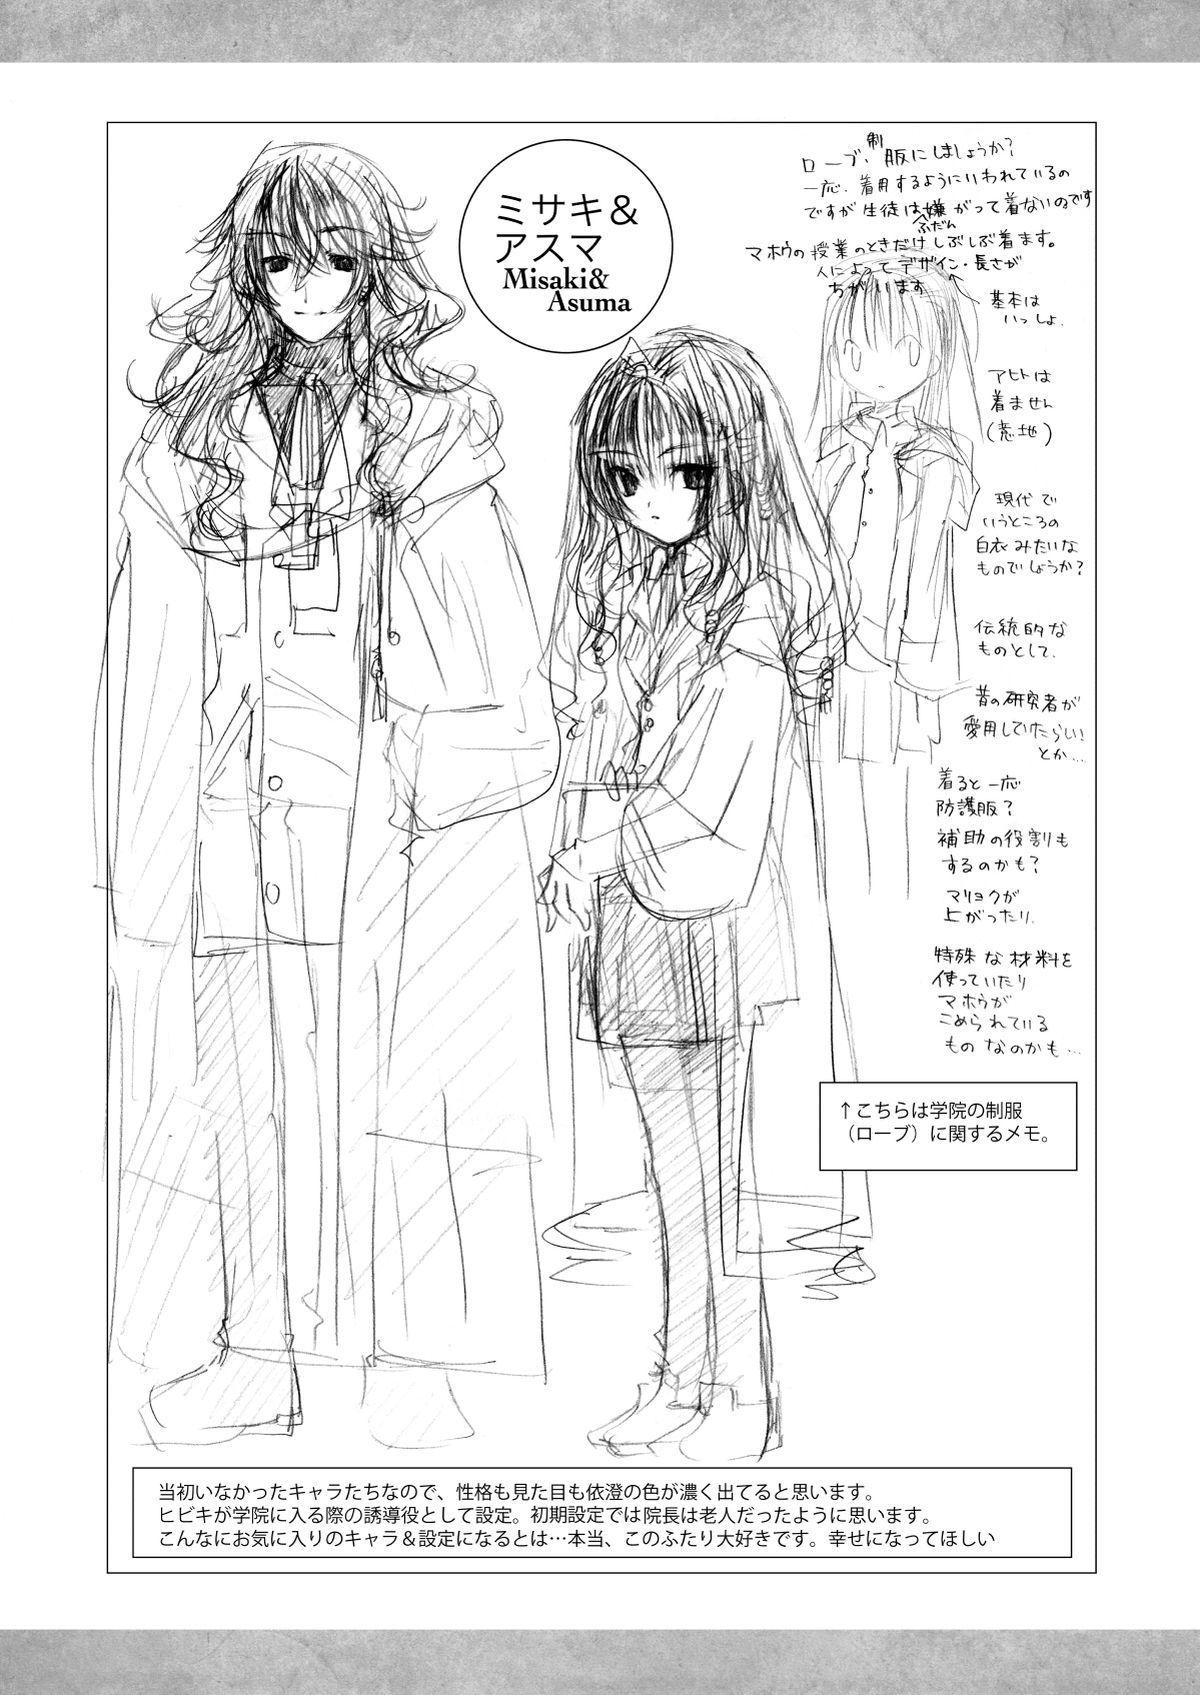 ミサキ＆
アスマ
Misaki&
Asuma
制
ローブ、服にしましょうか?
一応、着用するようにいわれているの
ですが生徒は嫌がって着ないのです
ふだん
マホウの授業のときだけしぶしぶ着ます。
人によってデザイン・長さが
ちがいます
基本は
いっしょ.
アヒトは
着ません
(意地)
現代で
いうところの
白衣みたいな
ものでしょうか?
伝統的な
ものとして.
昔の研究者が
愛用していたらしい!
とか…
着ると一応
防護服?
補助の役割も
するのかも?
マリョクが
上がったり.
特殊な材料を
使っていたり
マホウが
こめられている
ものなのかも…
↑こちらは学院の制服
（ローブ）に関するメモ。
当初いなかったキャラたちなので、性格も見た目も依澄の色が濃く出てると思います。
ヒビキが学院に入る際の誘導役として設定。初期設定では院長は老人だったように思います。
こんなにお気に入りのキャラ＆設定になるとは…本当、このふたり大好きです。幸せになってほしい